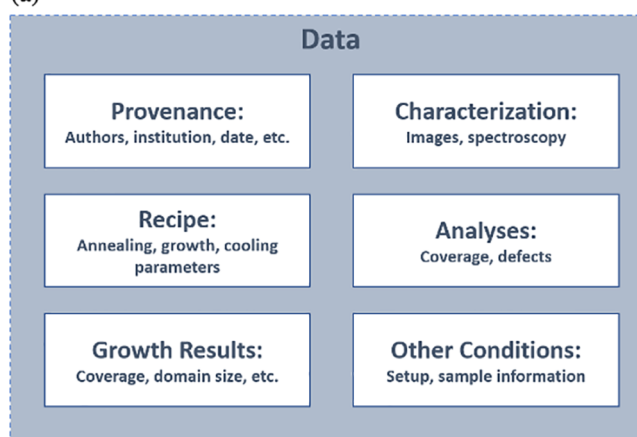 (a)
Data
Provenance:
Authors, institution, date, etc.
Characterization:
Images, spectroscopy
Recipe:
Annealing, growth, cooling
parameters
Analyses:
Coverage, defects
Growth Results:
Coverage, domain size, etc.
Other Conditions:
Setup, sample information